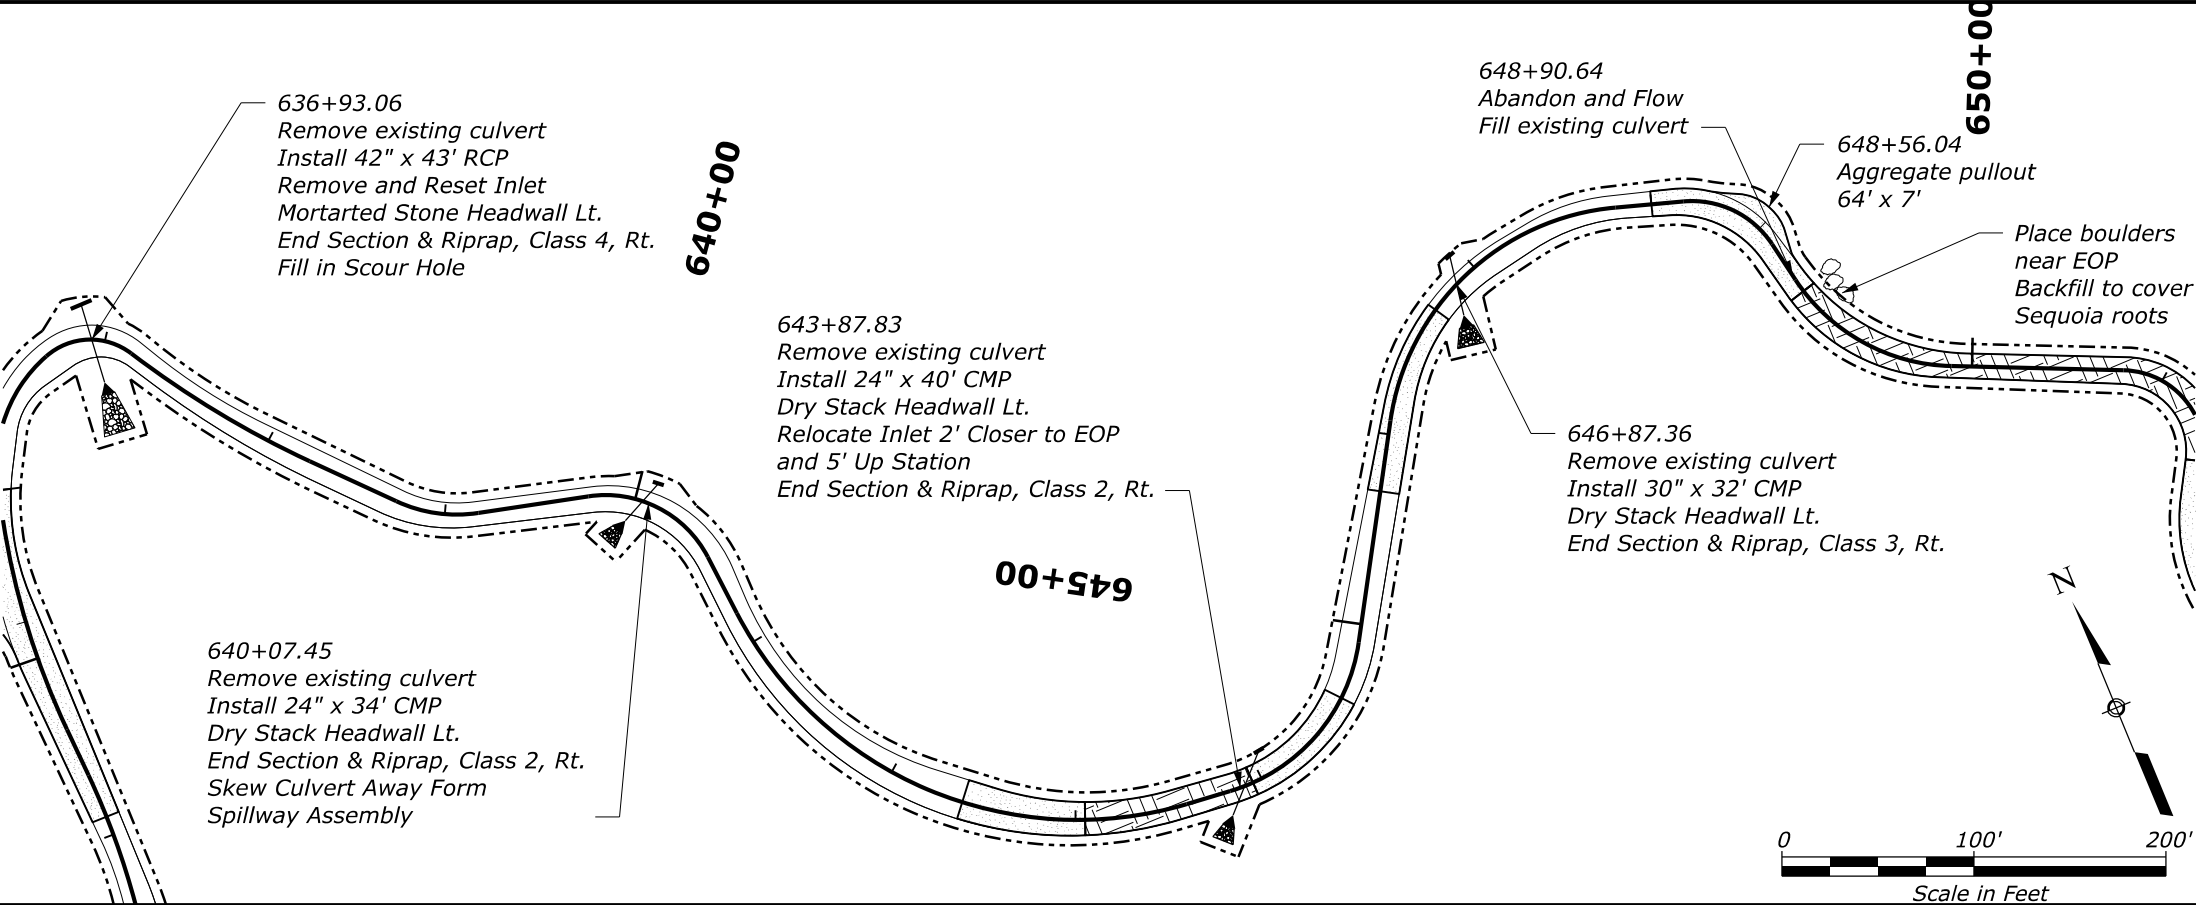 636+93.06
Remove existing culvert
Install 42" x 43' RCP
Remove and Reset Inlet
Mortarted Stone Headwall Lt.
End Section & Riprap, Class 4, Rt.
Fill in Scour Hole
640+00
643+87.83
Remove existing culvert
Install 24" x 40' CMP
Dry Stack Headwall Lt.
Relocate Inlet 2' Closer to EOP
and 5' Up Station
End Section & Riprap, Class 2, Rt.
645+00
640+07.45
Remove existing culvert
Install 24" x 34' CMP
Dry Stack Headwall Lt.
End Section & Riprap, Class 2, Rt.
Skew Culvert Away Form
Spillway Assembly
648+90.64
Abandon and Flow
Fill existing culvert
650+00
648+56.04
Aggregate pullout
64' x 7'
Place boulders
near EOP
Backfill to cover
Sequoia roots
646+87.36
Remove existing culvert
Install 30" x 32' CMP
Dry Stack Headwall Lt.
End Section & Riprap, Class 3, Rt.
N
0 100' 200'
Scale in Feet